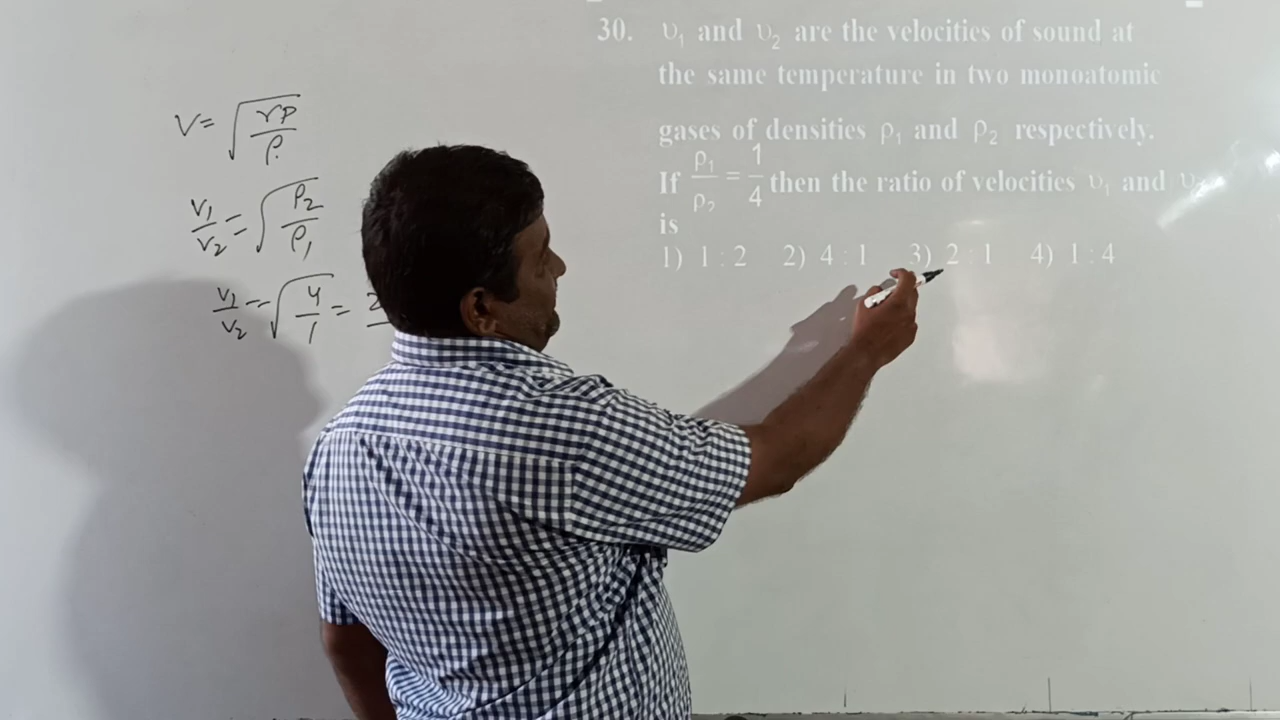 30. υ₁ and υ₂ are the velocities of sound at
the same temperature in two monoatomic
gases of densities ρ₁ and ρ₂ respectively.
If ρ₁/ρ₂ = 1/4 then the ratio of velocities υ₁ and υ₂
is
1) 1 : 2 2) 4 : 1 3) 2 : 1 4) 1 : 4
V = √(γP/ρ)
V₁/V₂ = √(ρ₂/ρ₁)
V₁/V₂ = √(4/1) = 2